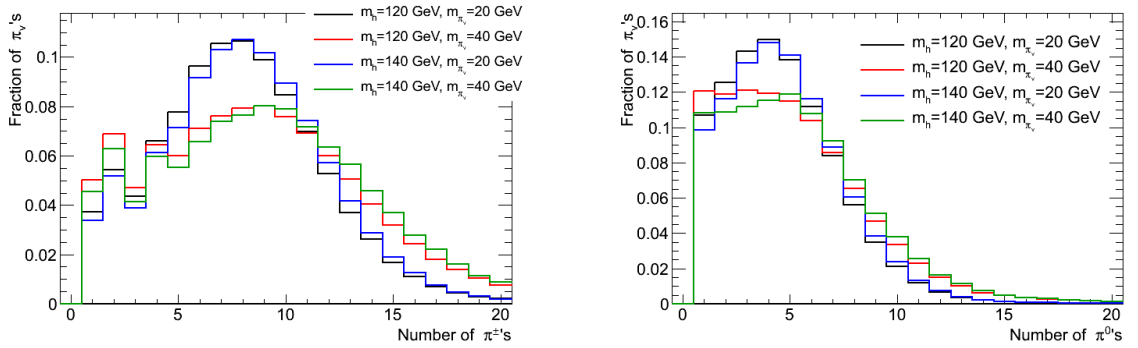 Fraction of πᵥ's
0.1
0.08
0.06
0.04
0.02
0
m_h=120 GeV, m_πᵥ=20 GeV
m_h=120 GeV, m_πᵥ=40 GeV
m_h=140 GeV, m_πᵥ=20 GeV
m_h=140 GeV, m_πᵥ=40 GeV
0 5 10 15 20
Number of π±'s
Fraction of πᵥ's
0.16
0.14
0.12
0.1
0.08
0.06
0.04
0.02
0
m_h=120 GeV, m_πᵥ=20 GeV
m_h=120 GeV, m_πᵥ=40 GeV
m_h=140 GeV, m_πᵥ=20 GeV
m_h=140 GeV, m_πᵥ=40 GeV
0 5 10 15 20
Number of π⁰'s